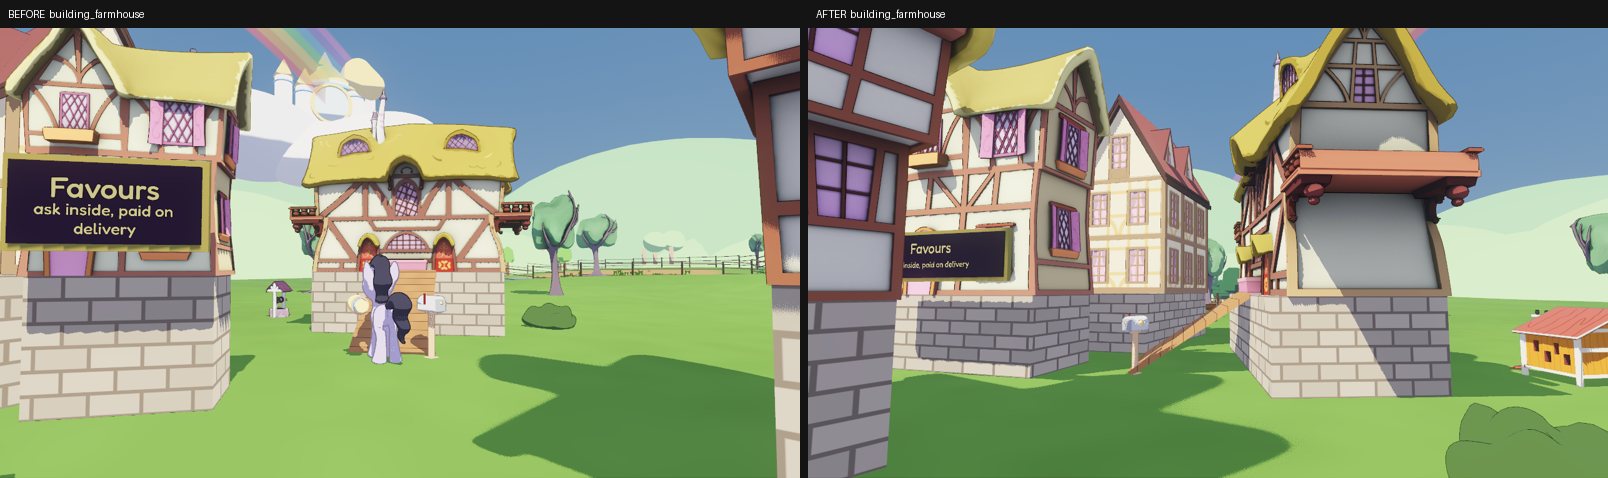 BEFORE building_farmhouse
AFTER building_farmhouse
Favours
ask inside, paid on
delivery
Favours
inside, paid on delivery